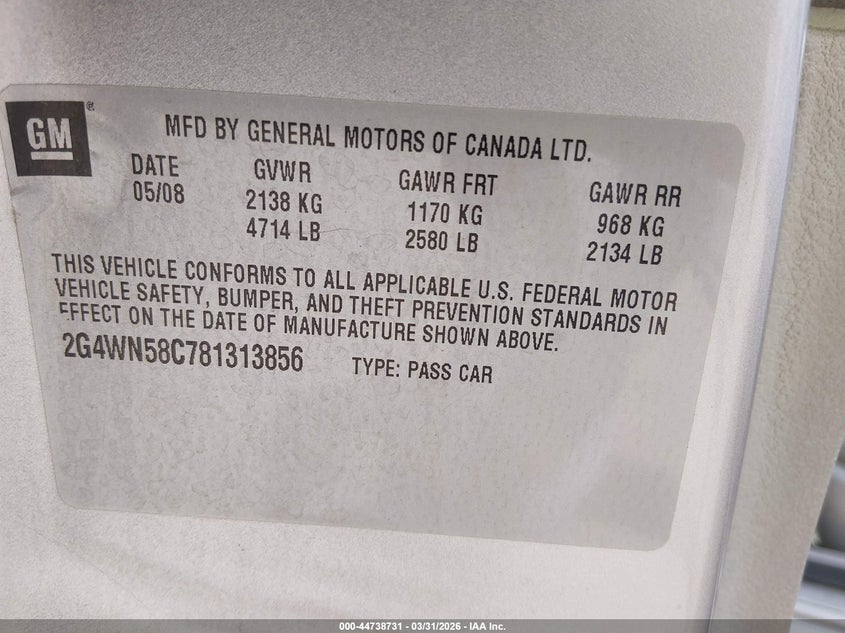 GM®
MFD BY GENERAL MOTORS OF CANADA LTD.
DATE GVWR GAWR FRT GAWR RR
05/08 2138 KG 1170 KG 968 KG
4714 LB 2580 LB 2134 LB
THIS VEHICLE CONFORMS TO ALL APPLICABLE U.S. FEDERAL MOTOR
VEHICLE SAFETY, BUMPER, AND THEFT PREVENTION STANDARDS IN
EFFECT ON THE DATE OF MANUFACTURE SHOWN ABOVE.
2G4WN58C781313856 TYPE: PASS CAR
000-44738731 - 03/31/2026 - IAA Inc.